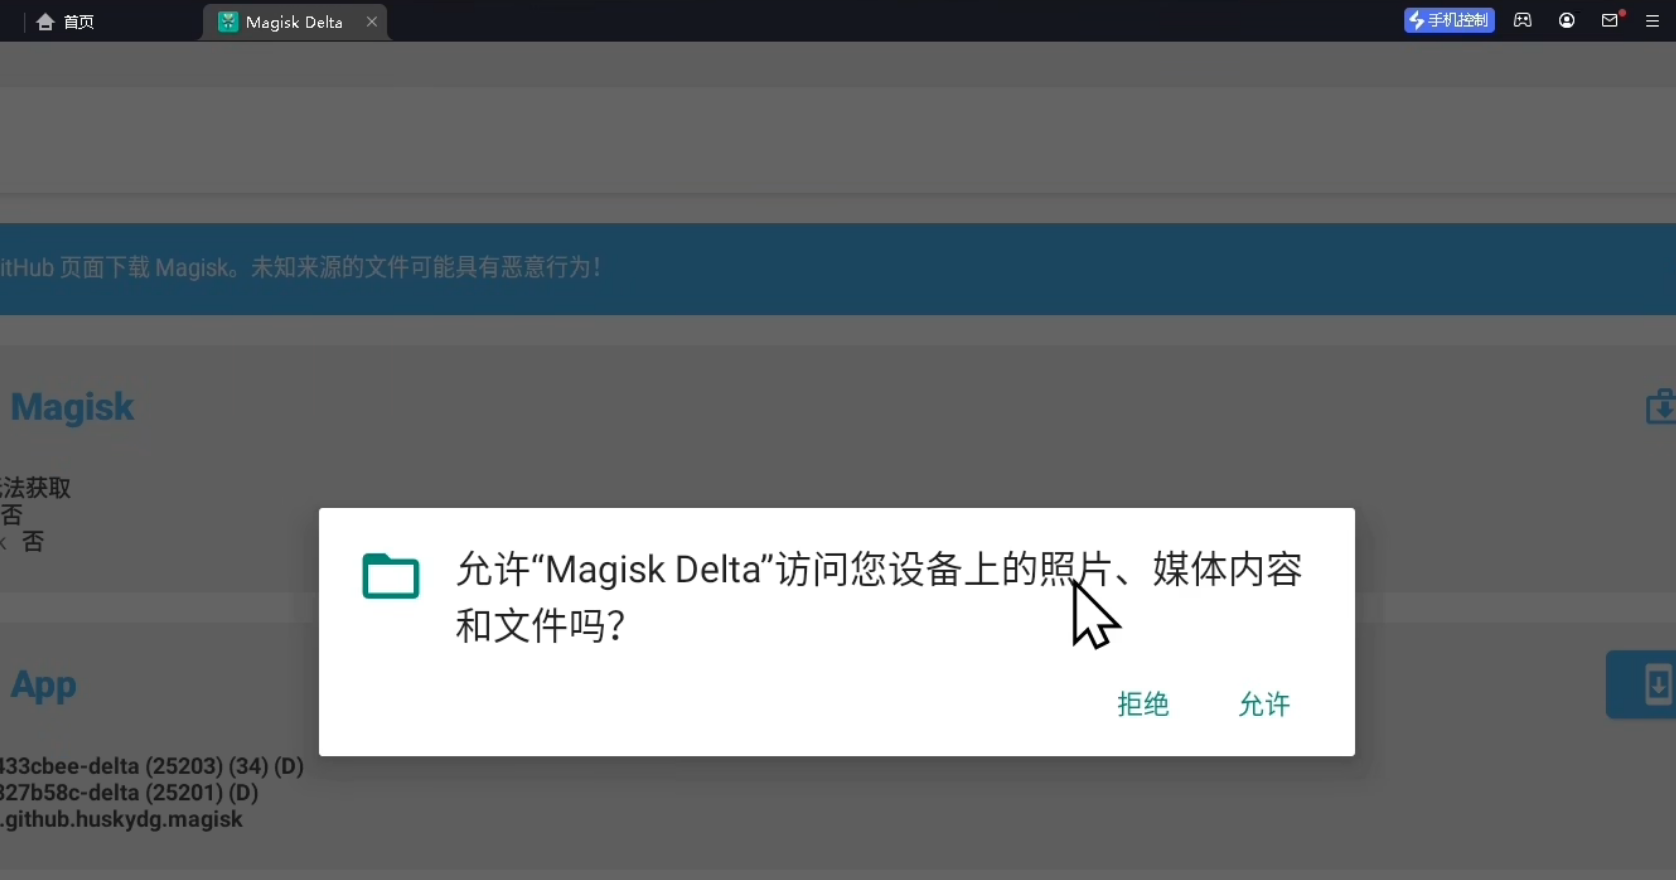 首页
Magisk Delta
手机控制
itHub 页面下载 Magisk。未知来源的文件可能具有恶意行为！
Magisk
法获取
否
k 否
允许“Magisk Delta”访问您设备上的照片、媒体内容
和文件吗？
拒绝
允许
App
433cbee-delta (25203) (34) (D)
327b58c-delta (25201) (D)
.github.huskydg.magisk